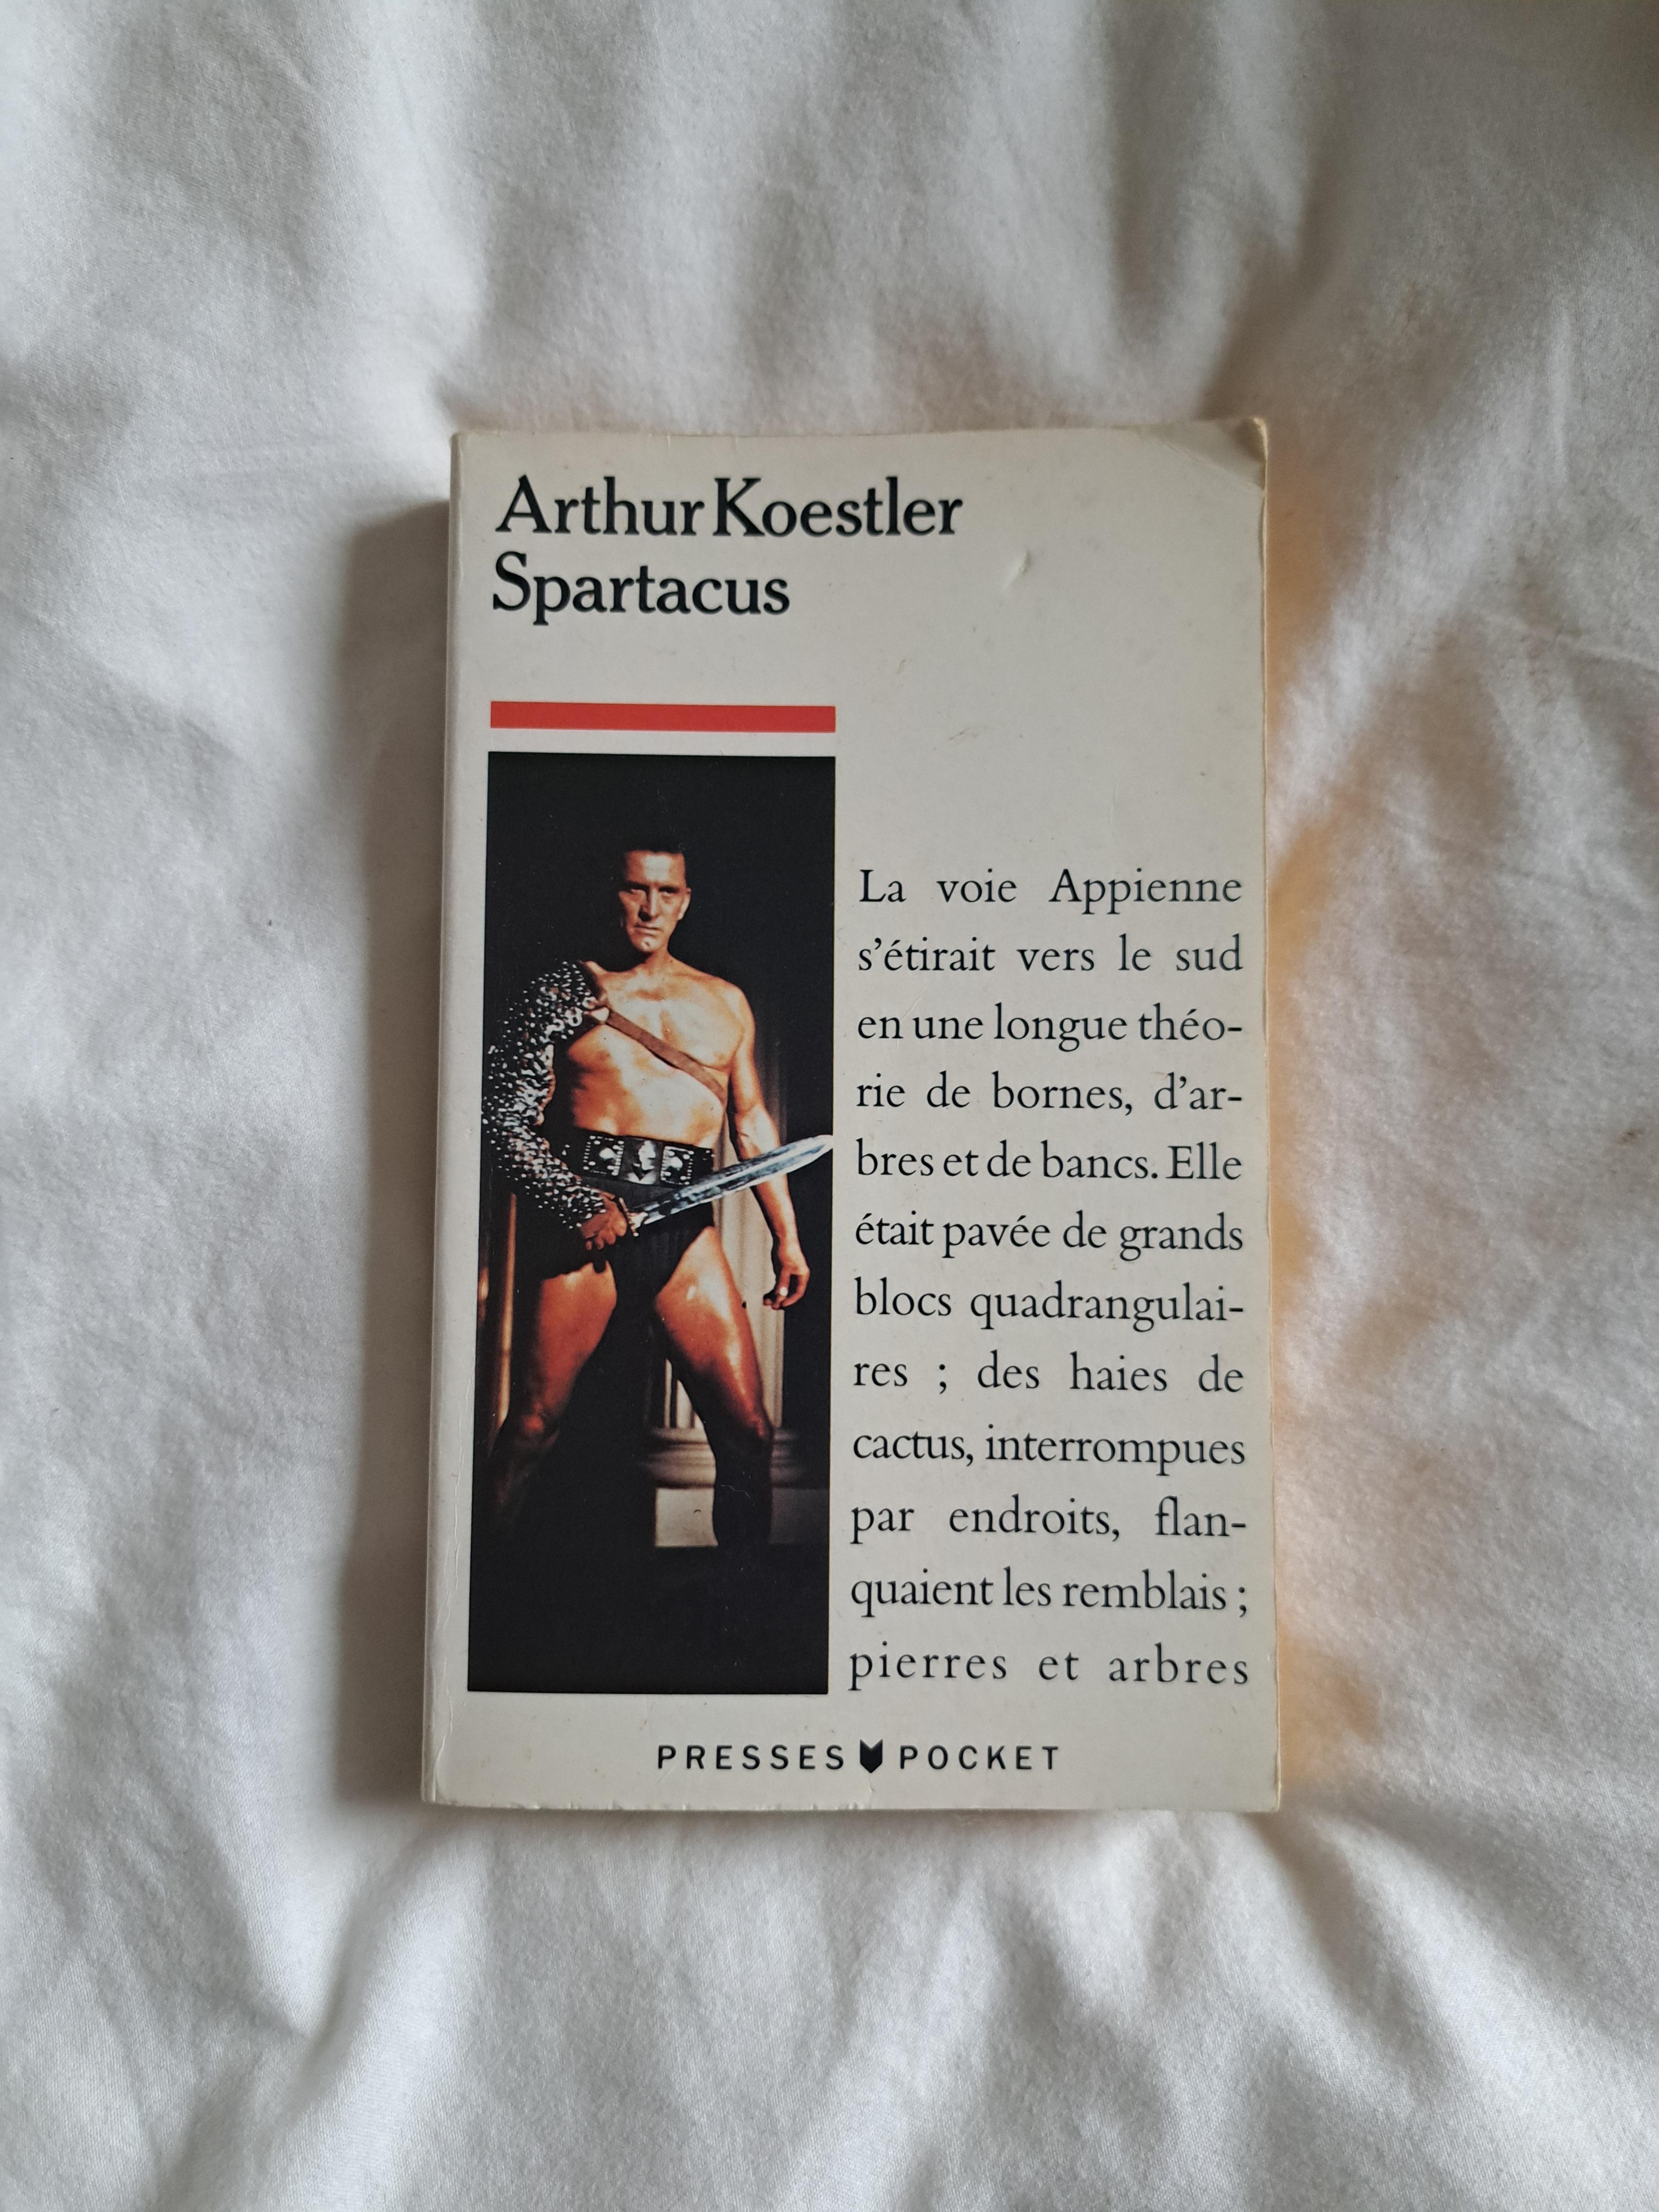 Arthur Koestler
Spartacus
La voie Appienne
s'étirait vers le sud
en une longue théo-
rie de bornes, d'ar-
bres et de bancs. Elle
était pavée de grands
blocs quadrangulai-
res ; des haies de
cactus, interrompues
par endroits, flan-
quaient les remblais ;
pierres et arbres
PRESSES POCKET